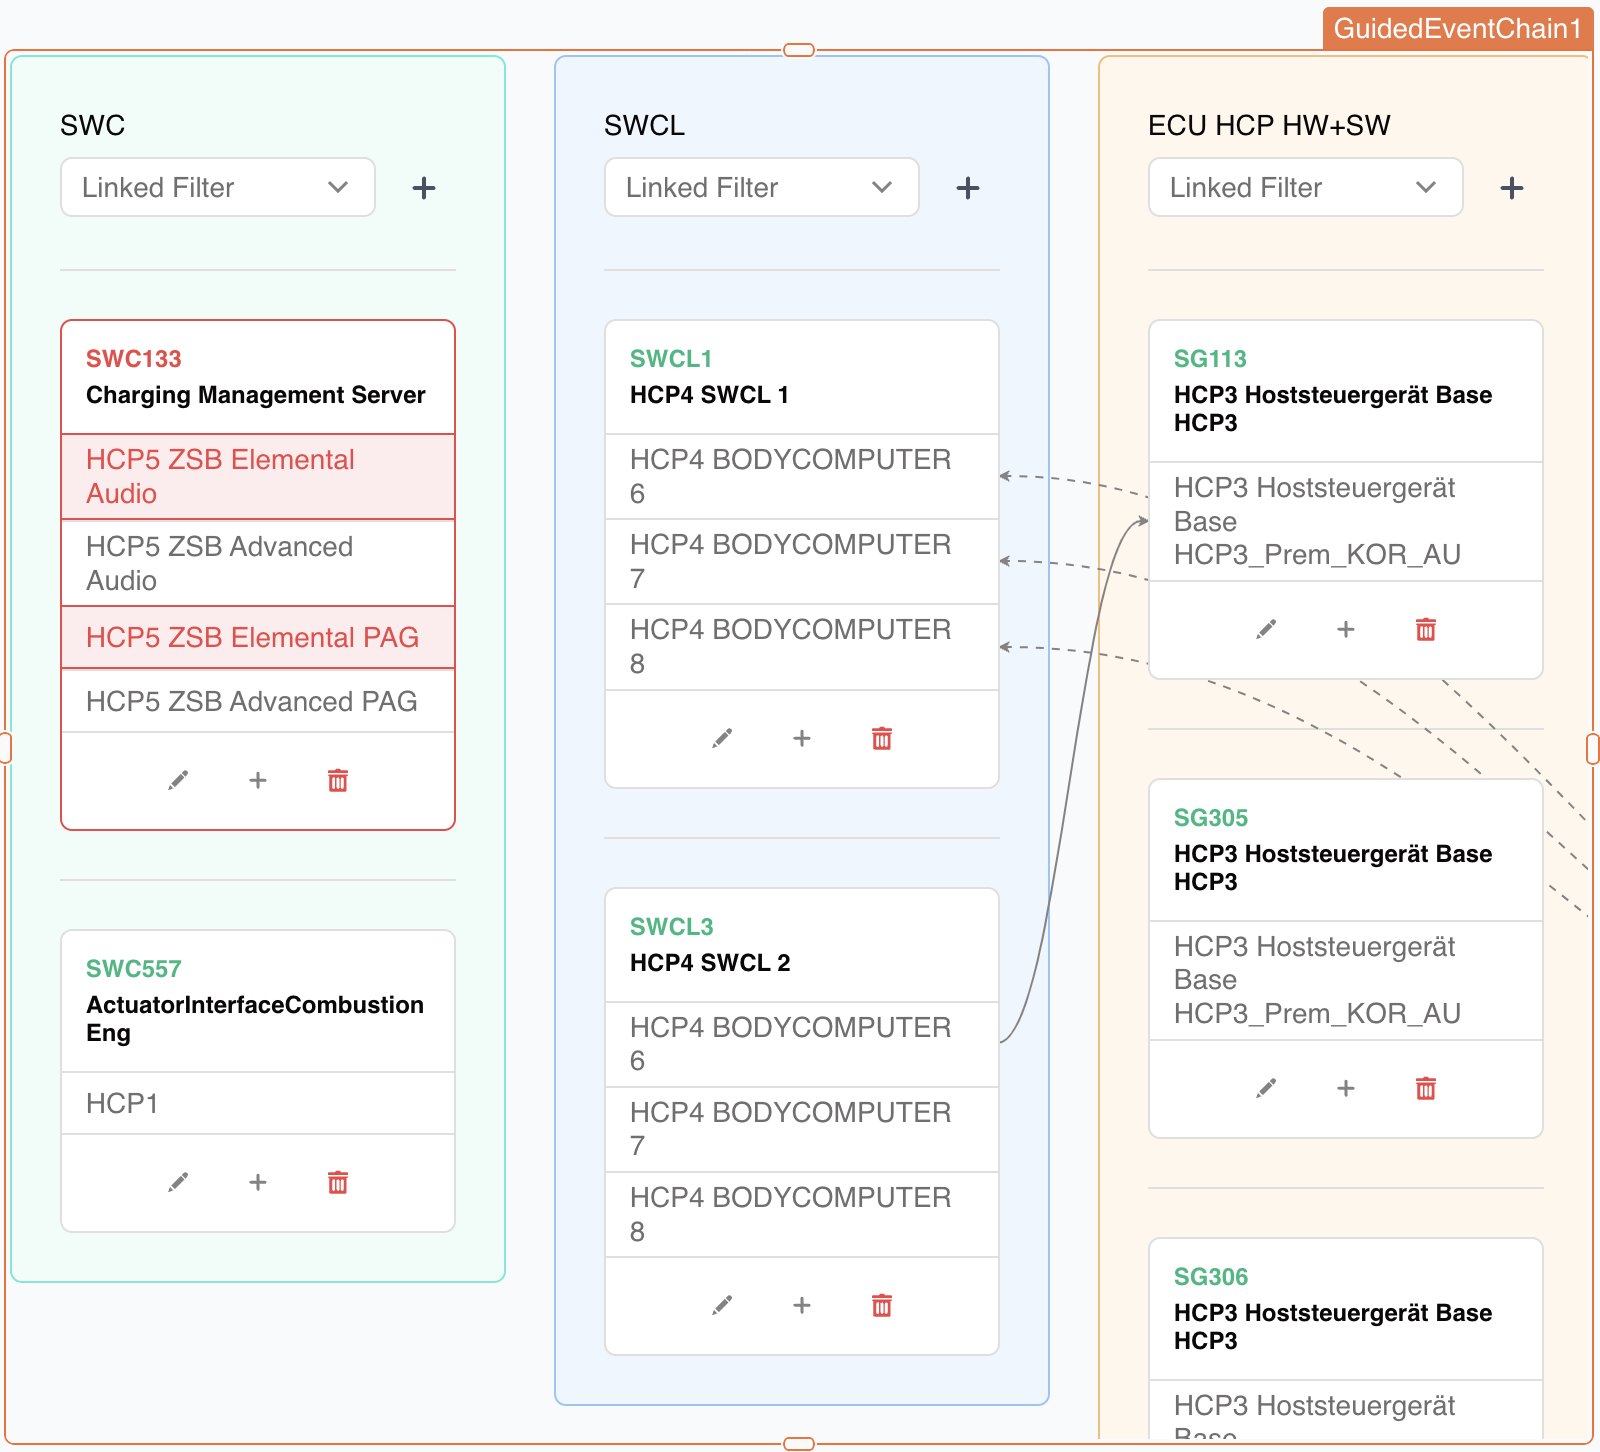 GuidedEventChain1
SWC
Linked Filter
SWC133
Charging Management Server
HCP5 ZSB Elemental
Audio
HCP5 ZSB Advanced
Audio
HCP5 ZSB Elemental PAG
HCP5 ZSB Advanced PAG
SWC557
ActuatorInterfaceCombustion
Eng
HCP1
SWCL
Linked Filter
SWCL1
HCP4 SWCL 1
HCP4 BODYCOMPUTER
6
HCP4 BODYCOMPUTER
7
HCP4 BODYCOMPUTER
8
SWCL3
HCP4 SWCL 2
HCP4 BODYCOMPUTER
6
HCP4 BODYCOMPUTER
7
HCP4 BODYCOMPUTER
8
ECU HCP HW+SW
Linked Filter
SG113
HCP3 Hoststeuergerät Base
HCP3
HCP3 Hoststeuergerät
Base
HCP3_Prem_KOR_AU
SG305
HCP3 Hoststeuergerät Base
HCP3
HCP3 Hoststeuergerät
Base
HCP3_Prem_KOR_AU
SG306
HCP3 Hoststeuergerät Base
HCP3
HCP3 Hoststeuergerät
Base